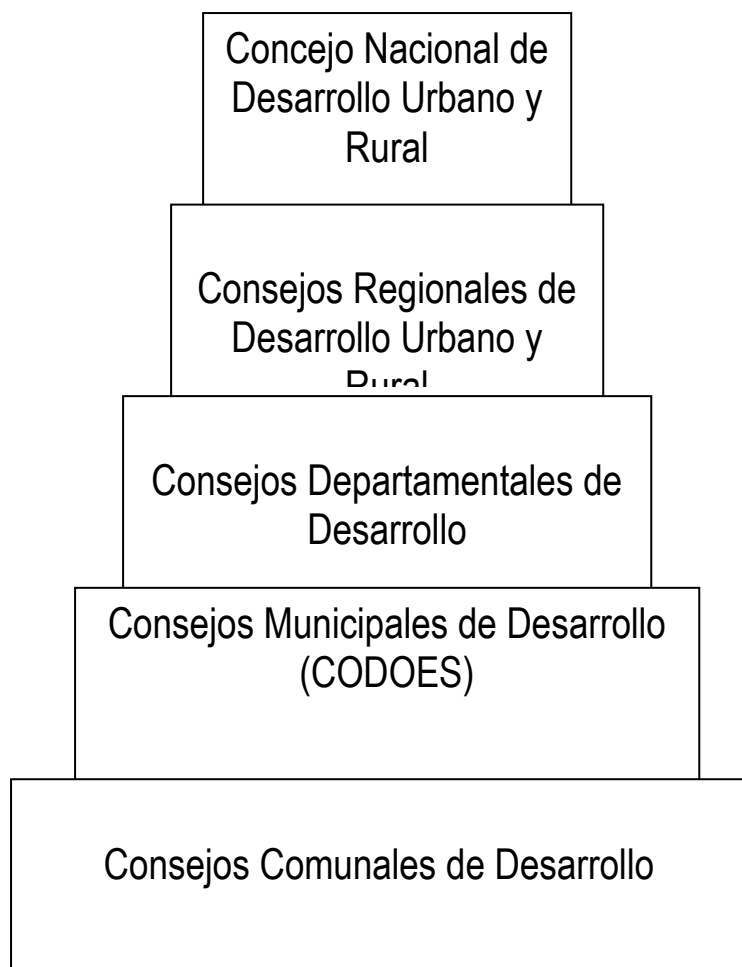 Concejo Nacional de
Desarrollo Urbano y
Rural
Consejos Regionales de
Desarrollo Urbano y
Rural
Consejos Departamentales de
Desarrollo
Consejos Municipales de Desarrollo
(CODOES)
Consejos Comunales de Desarrollo